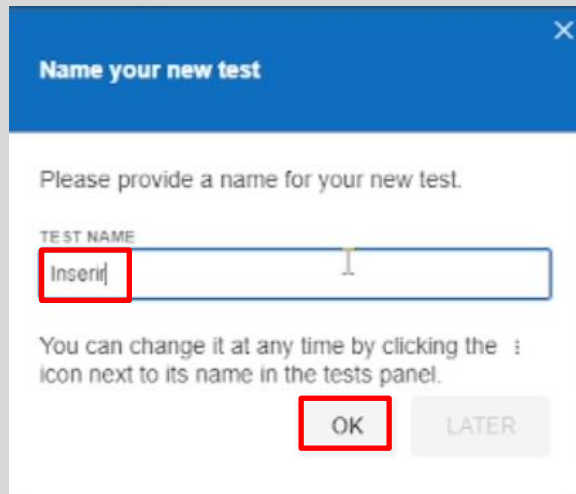 Name your new test
Please provide a name for your new test.
TEST NAME
Inserir
You can change it at any time by clicking the ⋮
icon next to its name in the tests panel.
OK LATER